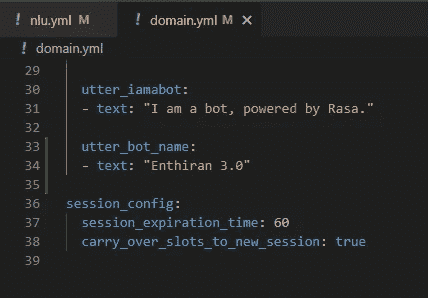 ! nlu.yml M ! domain.yml M ×
! domain.yml
29
30 utter_iamabot:
31 - text: "I am a bot, powered by Rasa."
32
33 utter_bot_name:
34 - text: "Enthiran 3.0"
35
36 session_config:
37 session_expiration_time: 60
38 carry_over_slots_to_new_session: true
39